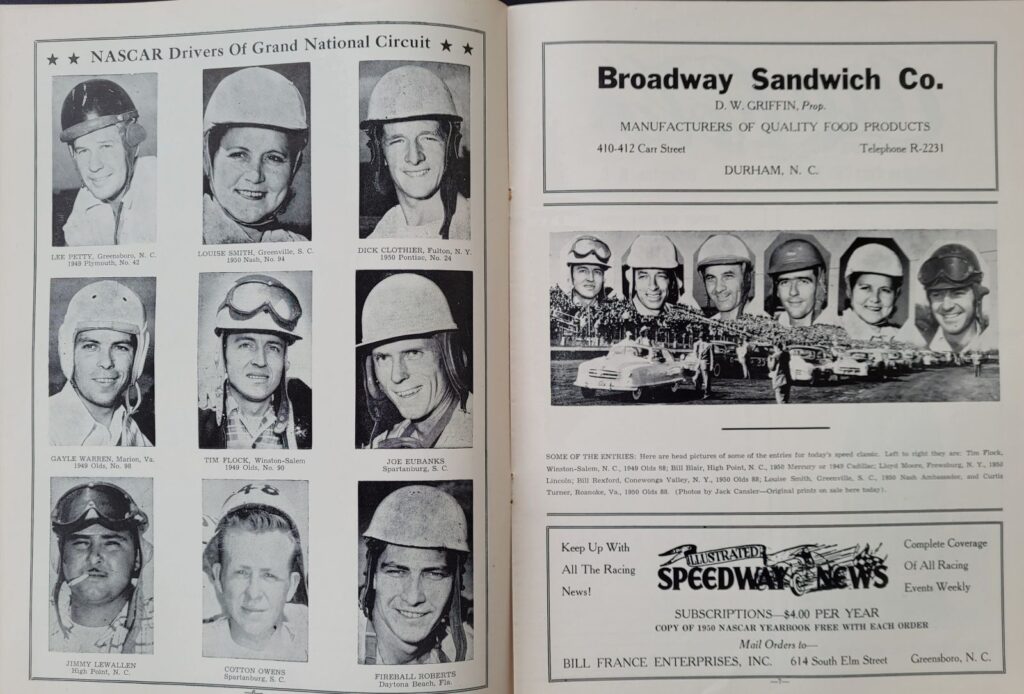 ★ ★ NASCAR Drivers Of Grand National Circuit ★ ★
LEE PETTY, Greensboro, N. C.
1949 Plymouth, No. 42
LOUISE SMITH, Greenville, S. C.
1950 Nash, No. 94
DICK CLOTHIER, Fulton, N. Y.
1950 Pontiac, No. 24
GAYLE WARREN, Marion, Va.
1949 Olds, No. 98
TIM FLOCK, Winston-Salem
1949 Olds, No. 90
JOE EUBANKS
Spartanburg, S. C.
JIMMY LEWALLEN
High Point, N. C.
COTTON OWENS
Spartanburg, S. C.
FIREBALL ROBERTS
Daytona Beach, Fla.
Broadway Sandwich Co.
D. W. GRIFFIN, Prop.
MANUFACTURERS OF QUALITY FOOD PRODUCTS
410-412 Carr Street Telephone R-2231
DURHAM, N. C.
SOME OF THE ENTRIES: Here are head pictures of some of the entries for today's speed classic. Left to right they are: Tim Flock,
Winston-Salem, N. C., 1949 Olds 88; Bill Blair, High Point, N. C., 1950 Mercury or 1949 Cadillac; Lloyd Moore, Frewsburg, N. Y., 1950
Lincoln; Bill Rexford, Conewongo Valley, N. Y., 1950 Olds 88; Louise Smith, Greenville, S. C., 1950 Nash Ambassador, and Curtis
Turner, Roanoke, Va., 1950 Olds 88. (Photos by Jack Cansler—Original prints on sale here today).
Keep Up With
All The Racing
News!
ILLUSTRATED
SPEEDWAY NEWS
Complete Coverage
Of All Racing
Events Weekly
SUBSCRIPTIONS—$4.00 PER YEAR
COPY OF 1950 NASCAR YEARBOOK FREE WITH EACH ORDER
Mail Orders to—
BILL FRANCE ENTERPRISES, INC. 614 South Elm Street Greensboro, N. C.